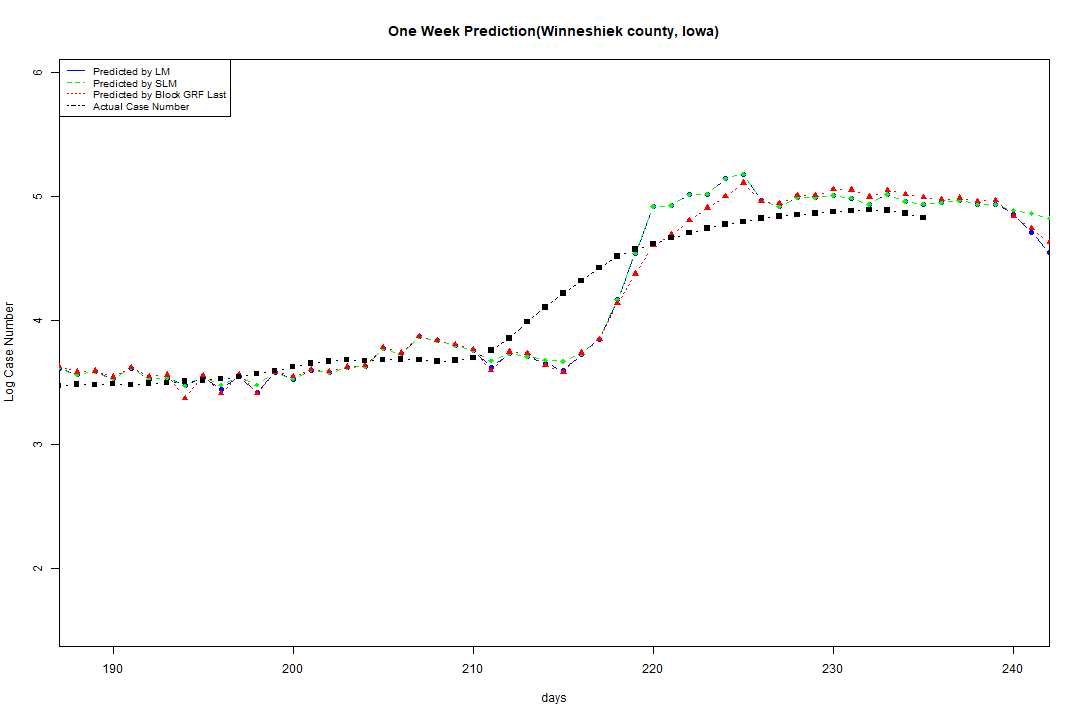 One Week Prediction(Winneshiek county, Iowa)
Predicted by LM
Predicted by SLM
Predicted by Block GRF Last
Actual Case Number
6
5
4
3
2
Log Case Number
190 200 210 220 230 240
days